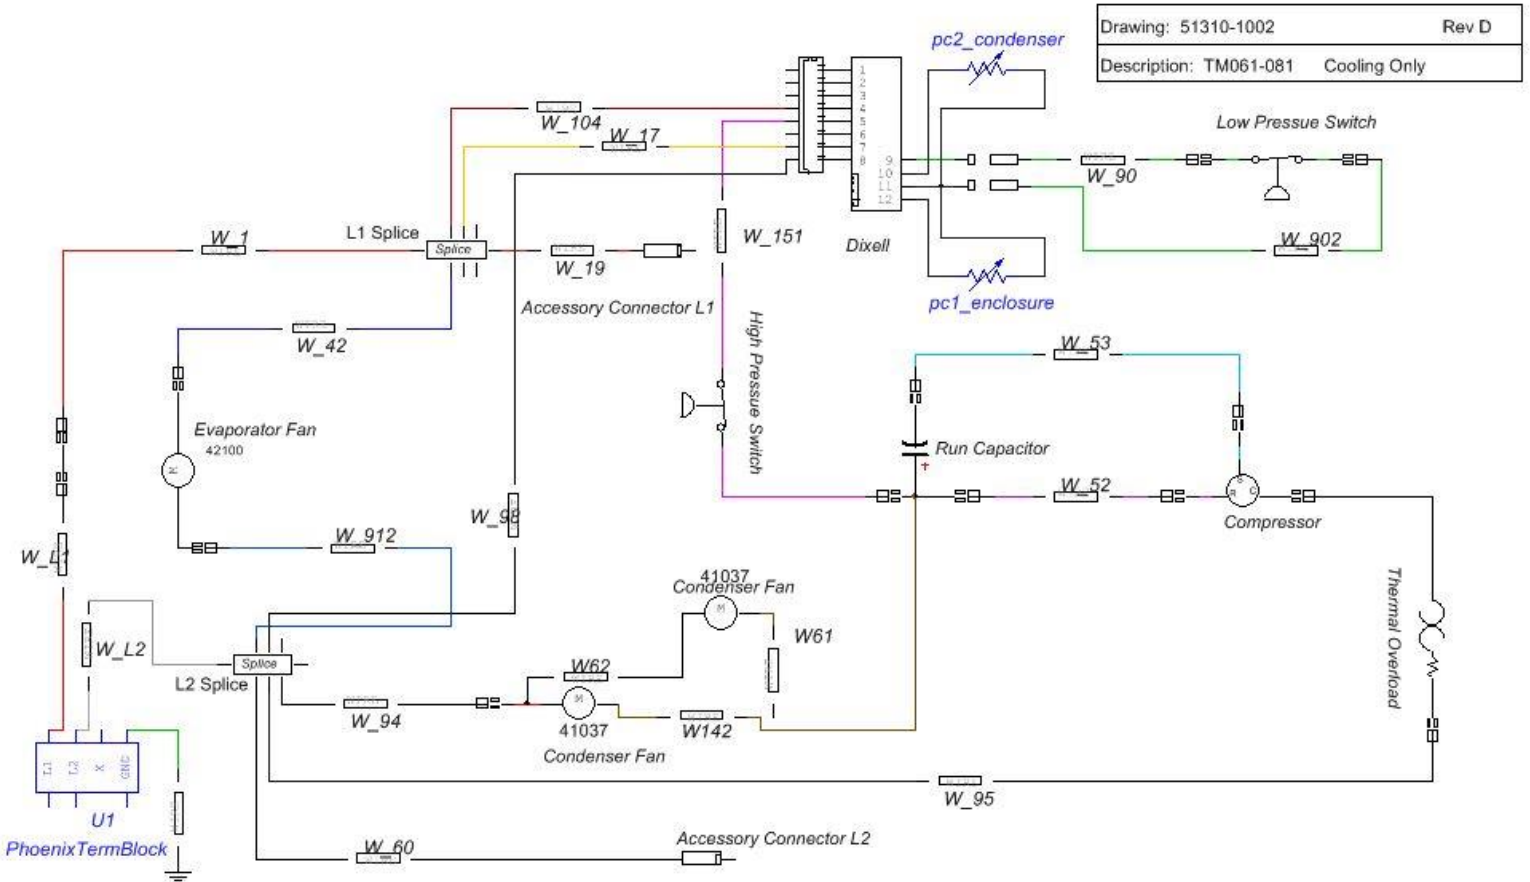 Drawing: 51310-1002 Rev D
Description: TM061-081 Cooling Only
pc2_condenser
Low Pressue Switch
W_104
W_17
1
2
3
4
5
6
7
8
9
10
11
12
W_90
W_1
L1 Splice
Splice
W_19
W_151
Dixell
W_902
Accessory Connector L1
pc1_enclosure
W_42
High Pressue Switch
W_53
Evaporator Fan
42100
Run Capacitor
+
W_98
W_52
S
R
C
Compressor
W_912
W_L1
41037
Condenser Fan
M
Thermal Overload
W61
W_L2
Splice
L2 Splice
W62
M
W_94
41037
W142
Condenser Fan
L1
L2
X
GND
W_95
U1
PhoenixTermBlock
W_60
Accessory Connector L2